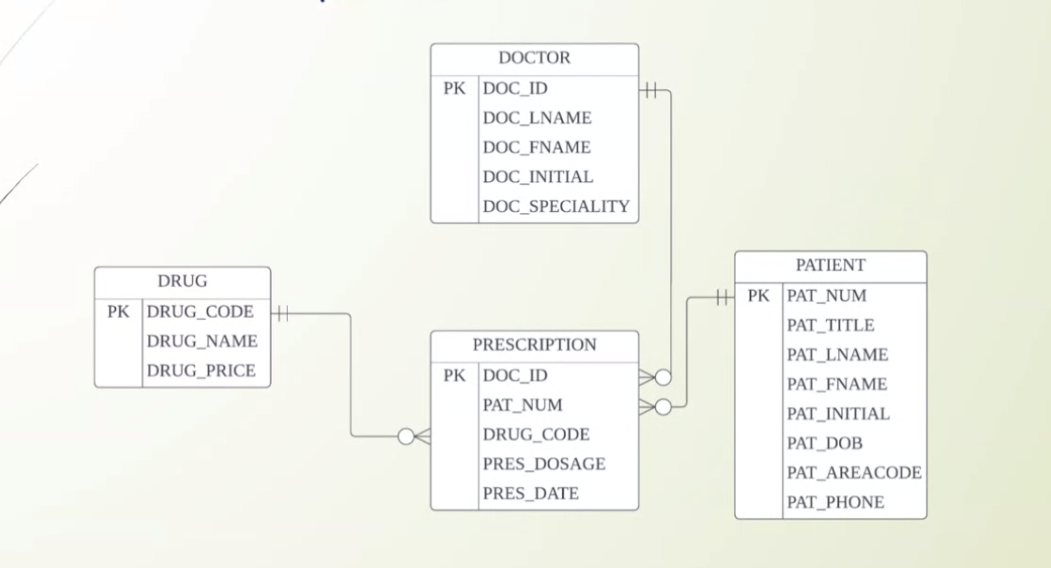 DOCTOR
PK DOC_ID
DOC_LNAME
DOC_FNAME
DOC_INITIAL
DOC_SPECIALITY
DRUG
PK DRUG_CODE
DRUG_NAME
DRUG_PRICE
PRESCRIPTION
PK DOC_ID
PAT_NUM
DRUG_CODE
PRES_DOSAGE
PRES_DATE
PATIENT
PK PAT_NUM
PAT_TITLE
PAT_LNAME
PAT_FNAME
PAT_INITIAL
PAT_DOB
PAT_AREACODE
PAT_PHONE